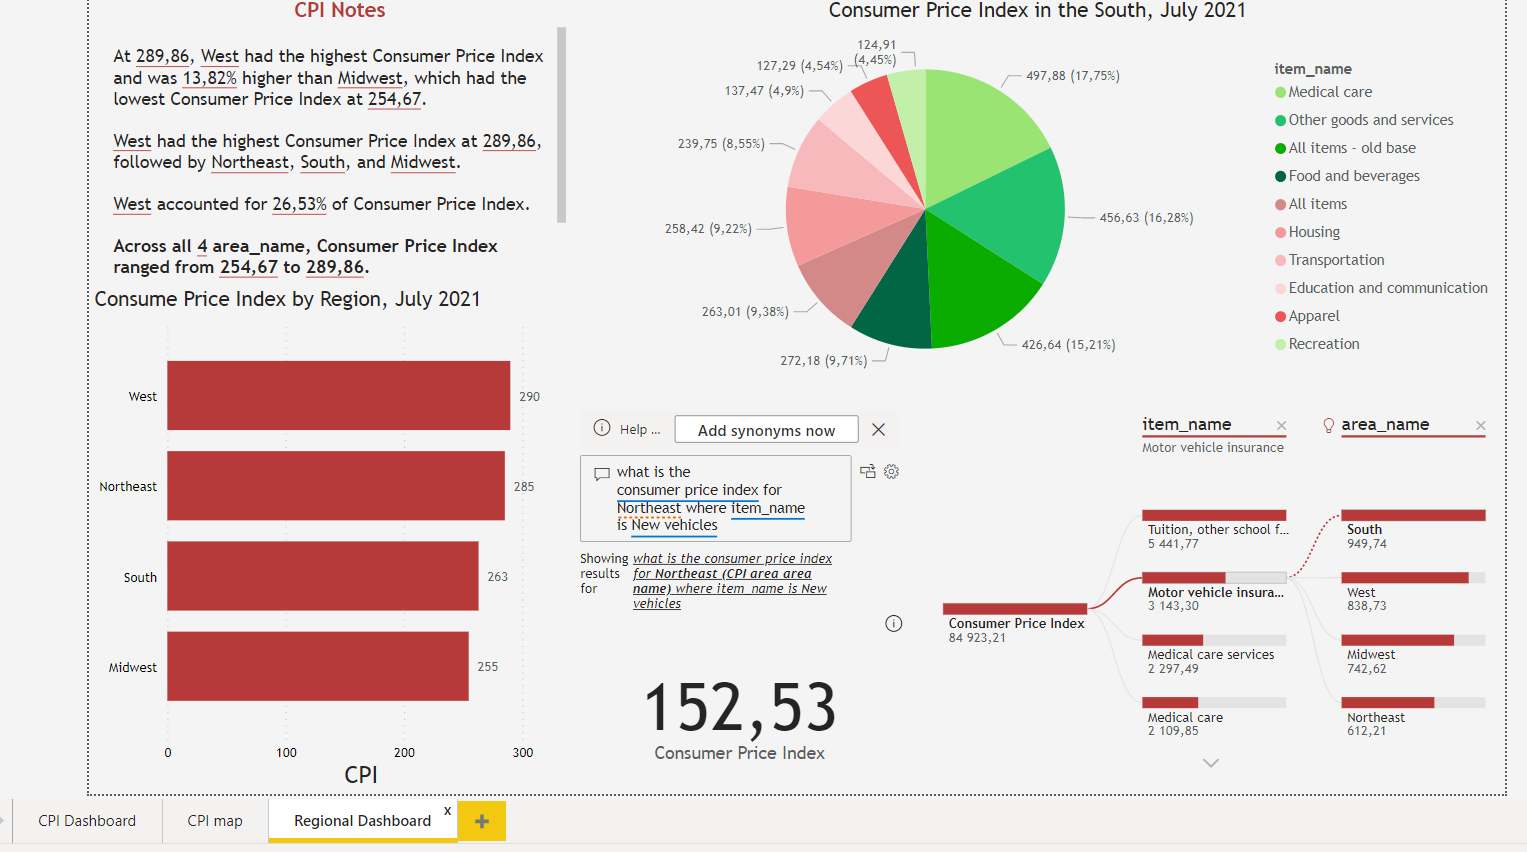 CPI Notes
At 289,86, West had the highest Consumer Price Index
and was 13,82% higher than Midwest, which had the
lowest Consumer Price Index at 254,67.
West had the highest Consumer Price Index at 289,86,
followed by Northeast, South, and Midwest.
West accounted for 26,53% of Consumer Price Index.
Across all 4 area_name, Consumer Price Index
ranged from 254,67 to 289,86.
Consume Price Index by Region, July 2021
West
290
Northeast
285
South
263
Midwest
255
0
100
200
300
CPI
Consumer Price Index in the South, July 2021
124,91
(4,45%)
127,29 (4,54%)
137,47 (4,9%)
239,75 (8,55%)
258,42 (9,22%)
263,01 (9,38%)
272,18 (9,71%)
497,88 (17,75%)
456,63 (16,28%)
426,64 (15,21%)
item_name
Medical care
Other goods and services
All items - old base
Food and beverages
All items
Housing
Transportation
Education and communication
Apparel
Recreation
Help ...
Add synonyms now
what is the
consumer price index for
Northeast where item_name
is New vehicles
Showing
results
for
what is the consumer price index
for Northeast (CPI area area
name) where item name is New
vehicles
152,53
Consumer Price Index
Consumer Price Index
84 923,21
item_name
Motor vehicle insurance
Tuition, other school f...
5 441,77
Motor vehicle insura...
3 143,30
Medical care services
2 297,49
Medical care
2 109,85
area_name
South
949,74
West
838,73
Midwest
742,62
Northeast
612,21
CPI Dashboard
CPI map
Regional Dashboard
x
+